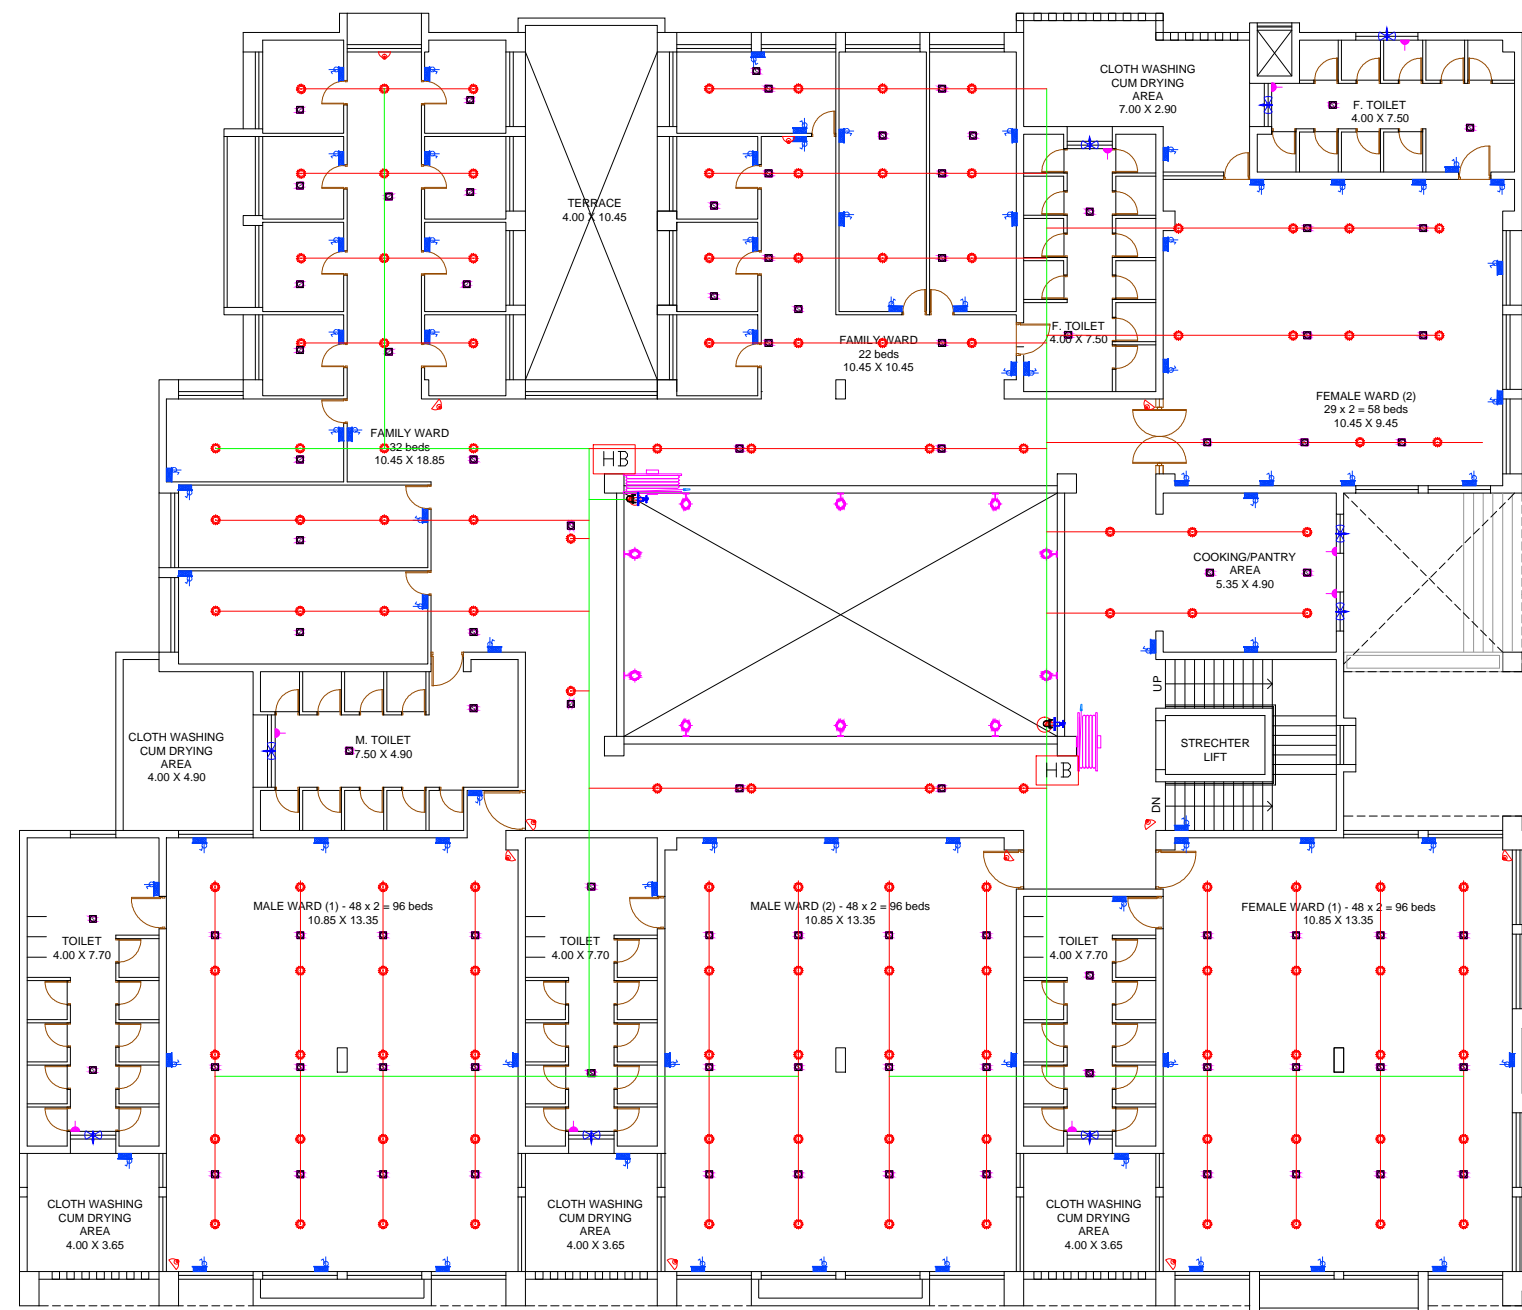 CLOTH WASHING
CUM DRYING
AREA
7.00 X 2.90
F. TOILET
4.00 X 7.50
TERRACE
4.00 X 10.45
FAMILY WARD
22 beds
10.45 X 10.45
F. TOILET
4.00 X 7.50
FEMALE WARD (2)
29 x 2 = 58 beds
10.45 X 9.45
FAMILY WARD
32 beds
10.45 X 18.85
HB
COOKING/PANTRY
AREA
5.35 X 4.90
UP
CLOTH WASHING
CUM DRYING
AREA
4.00 X 4.90
M. TOILET
7.50 X 4.90
STRECHTER
LIFT
HB
DN
MALE WARD (1) - 48 x 2 = 96 beds
10.85 X 13.35
MALE WARD (2) - 48 x 2 = 96 beds
10.85 X 13.35
FEMALE WARD (1) - 48 x 2 = 96 beds
10.85 X 13.35
TOILET
4.00 X 7.70
TOILET
4.00 X 7.70
TOILET
4.00 X 7.70
CLOTH WASHING
CUM DRYING
AREA
4.00 X 3.65
CLOTH WASHING
CUM DRYING
AREA
4.00 X 3.65
CLOTH WASHING
CUM DRYING
AREA
4.00 X 3.65